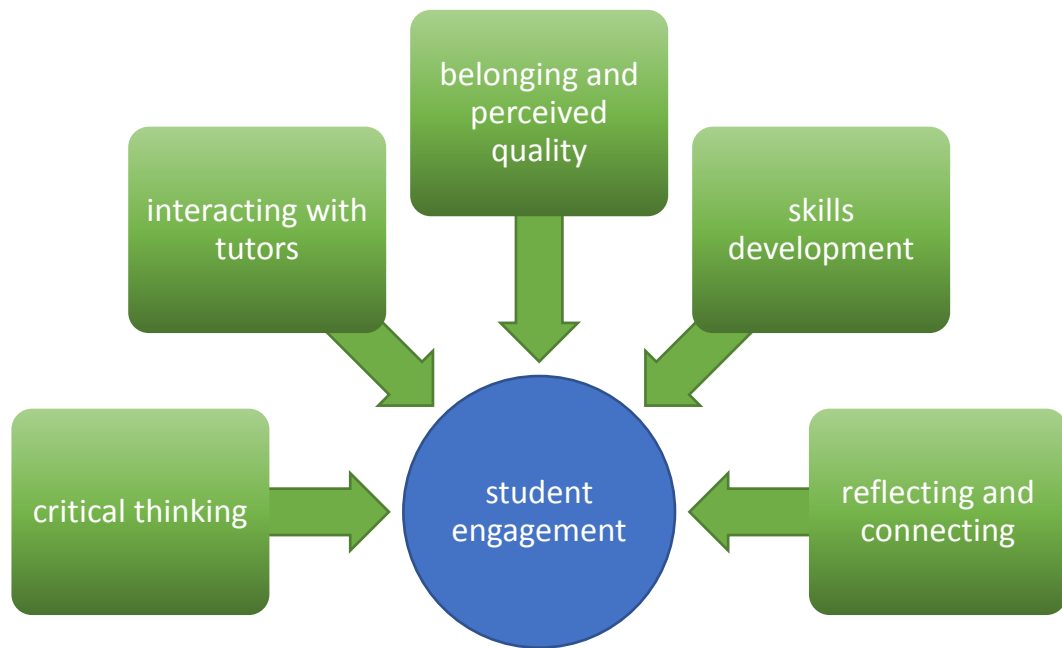 belonging and
perceived
quality
interacting with
tutors
skills
development
critical thinking
student
engagement
reflecting and
connecting